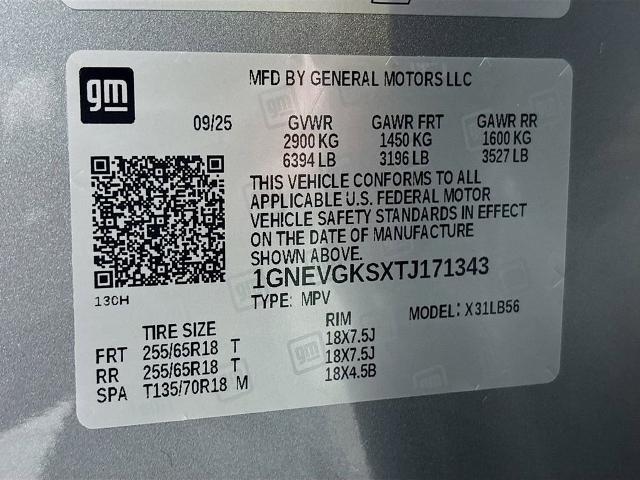 gm
MFD BY GENERAL MOTORS LLC
09/25 GVWR GAWR FRT GAWR RR
2900 KG 1450 KG 1600 KG
6394 LB 3196 LB 3527 LB
THIS VEHICLE CONFORMS TO ALL
APPLICABLE U.S. FEDERAL MOTOR
VEHICLE SAFETY STANDARDS IN EFFECT
ON THE DATE OF MANUFACTURE
SHOWN ABOVE.
1GNEVGKSXTJ171343
130H
TYPE: MPV MODEL: X31LB56
TIRE SIZE RIM
FRT 255/65R18 T 18X7.5J
RR 255/65R18 T 18X7.5J
SPA T135/70R18 M 18X4.5B